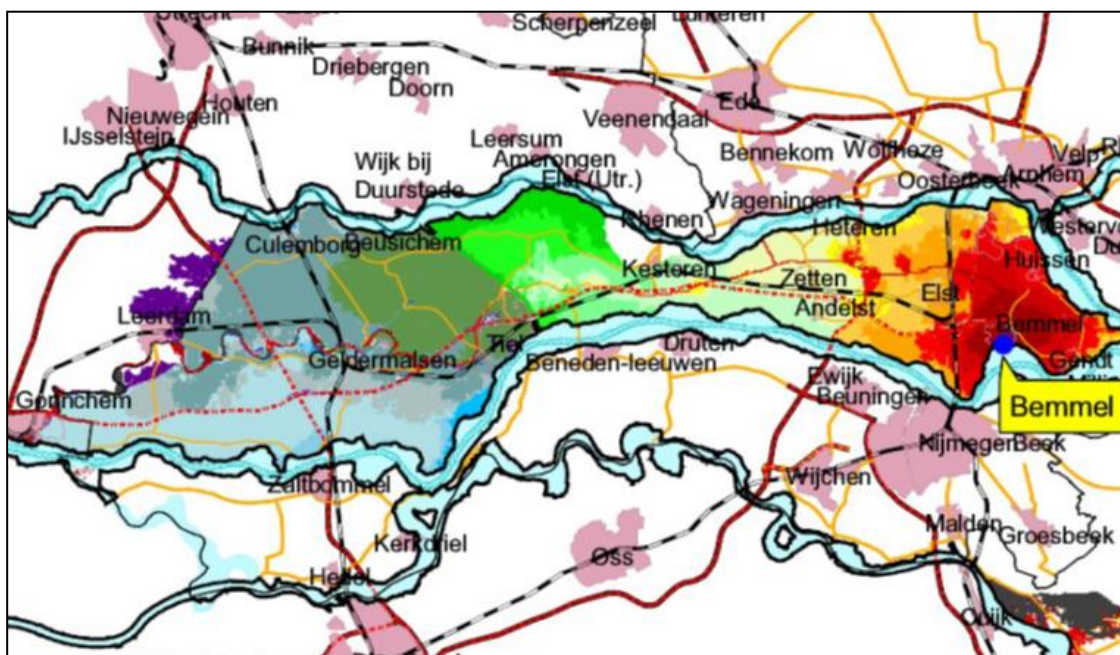 Utrecht
Scherpenzeel
Lunteren
Bunnik
Driebergen
Doorn
Ede
Nieuwegein
Houten
Veenendaal
IJsselstein
Leersum
Bennekom
Wolfheze
Velp
Wijk bij
Duurstede
Amerongen
Elst (Utr.)
Oosterbeek
Arnhem
Rhenen
Wageningen
Heteren
Culemborg
Beusichem
Kesteren
Zetten
Huissen
Elst
Andelst
Leerdam
Bemmel
Tiel
Druten
Geldermalsen
Beneden-leeuwen
Gendt
Ewijk
Beuningen
Gorinchem
Bemmel
Nijmegen
Beek
Wijchen
Zaltbommel
Malden
Groesbeek
Kerkdriel
Oss
Hedel
Cuijk